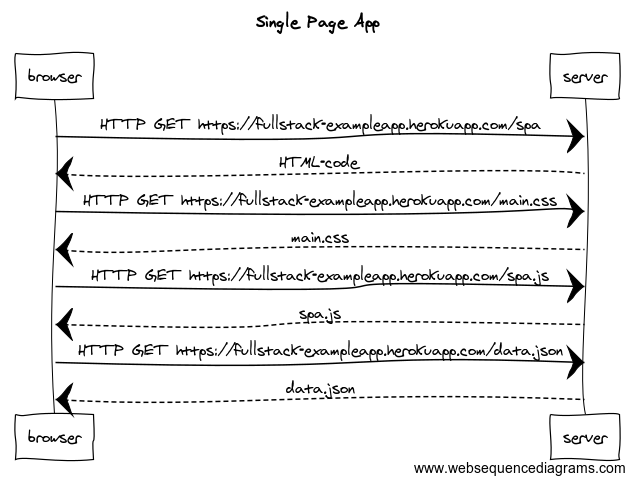 Single Page App
browser server
HTTP GET https://fullstack-exampleapp.herokuapp.com/spa
HTML-code
HTTP GET https://fullstack-exampleapp.herokuapp.com/main.css
main.css
HTTP GET https://fullstack-exampleapp.herokuapp.com/spa.js
spa.js
HTTP GET https://fullstack-exampleapp.herokuapp.com/data.json
data.json
browser server
www.websequencediagrams.com